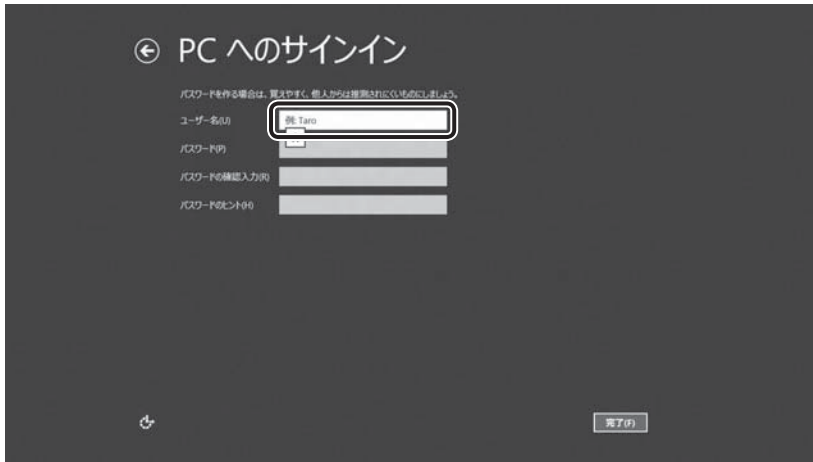 PC へのサインイン
パスワードを作る場合は、覚えやすく、他人からは推測されにくいものにしましょう。
ユーザー名(U)
例: Taro
パスワード(P)
パスワードの確認入力(R)
パスワードのヒント(H)
完了(F)